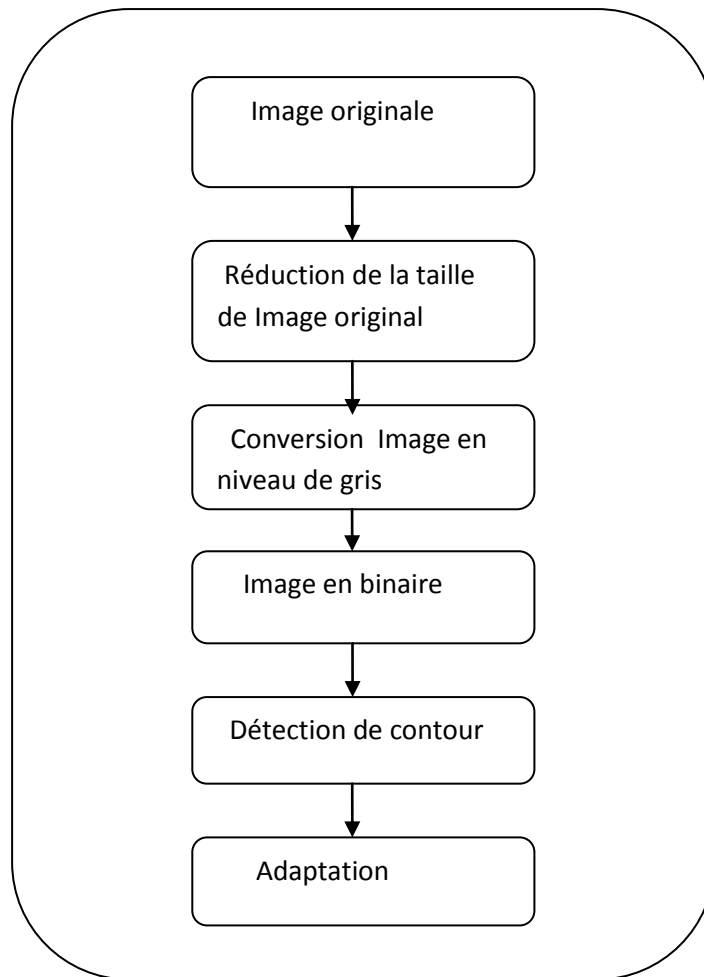 Image originale
Réduction de la taille
de Image original
Conversion Image en
niveau de gris
Image en binaire
Détection de contour
Adaptation